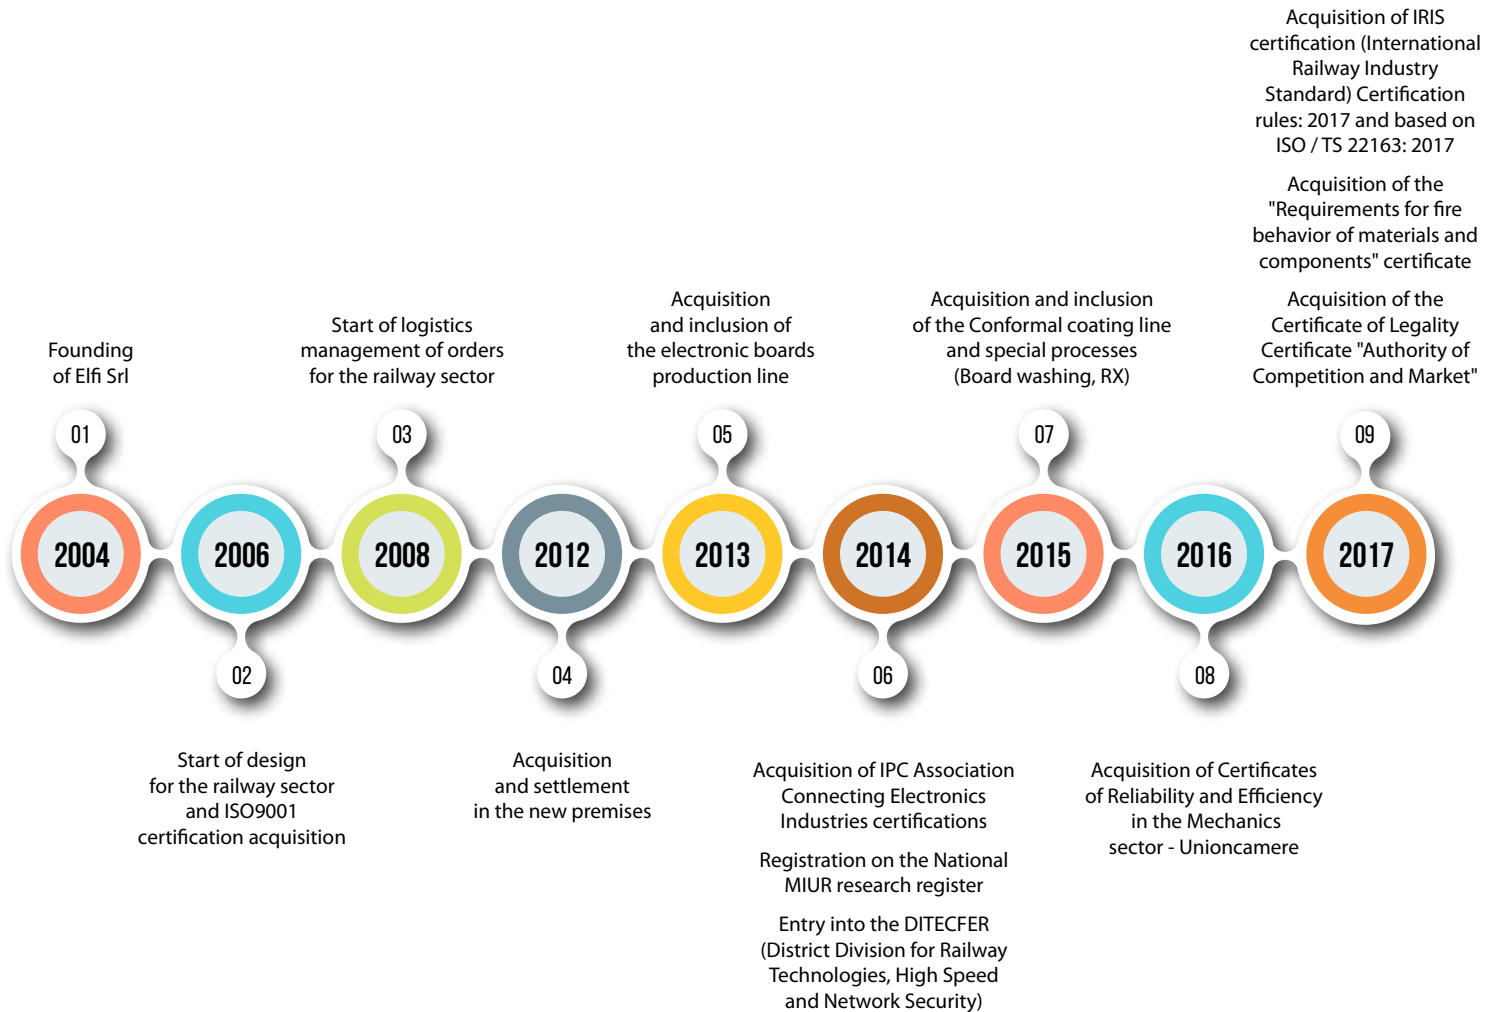 Founding
of Elfi Srl
01
2004
2006
02
Start of design
for the railway sector
and ISO9001
certification acquisition
Start of logistics
management of orders
for the railway sector
03
2008
2012
04
Acquisition
and settlement
in the new premises
Acquisition
and inclusion of
the electronic boards
production line
05
2013
2014
06
Acquisition of IPC Association
Connecting Electronics
Industries certifications
Registration on the National
MIUR research register
Entry into the DITECFER
(District Division for Railway
Technologies, High Speed
and Network Security)
Acquisition and inclusion
of the Conformal coating line
and special processes
(Board washing, RX)
07
2015
2016
08
Acquisition of Certificates
of Reliability and Efficiency
in the Mechanics
sector - Unioncamere
Acquisition of IRIS
certification (International
Railway Industry
Standard) Certification
rules: 2017 and based on
ISO / TS 22163: 2017
Acquisition of the
"Requirements for fire
behavior of materials and
components" certificate
Acquisition of the
Certificate of Legality
Certificate "Authority of
Competition and Market"
09
2017